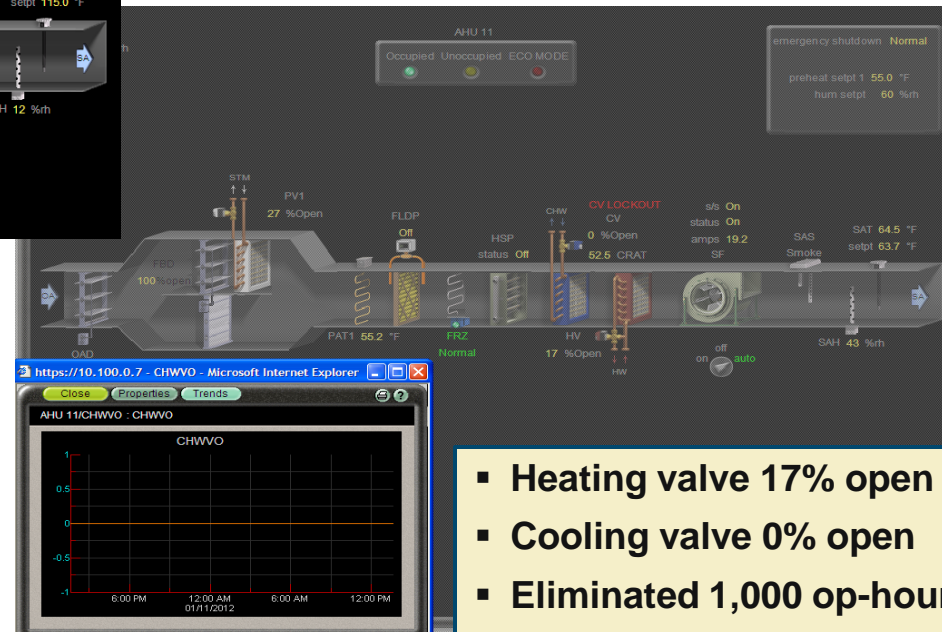 setpt 115.0 °F
SA
H 12 %rh
h
AHU 11
Occupied Unoccupied ECO MODE
emergency shutdown Normal
preheat setpt 1 55.0 °F
hum setpt 60 %rh
STM
PV1
27 %Open
FLDP
Off
HSP
status Off
CHW
CV LOCKOUT
CV
0 %Open
52.5 CRAT
s/s On
status On
amps 19.2
SF
SAS
Smoke
SAT 64.5 °F
setpt 63.7 °F
FBD
100 %open
OA
SA
OAD
PAT1 55.2 °F
FRZ
Normal
HV
17 %Open
HW
off
on auto
SAH 43 %rh
https://10.100.0.7 - CHWVO - Microsoft Internet Explorer
Close Properties Trends ?
AHU 11/CHWVO : CHWVO
CHWVO
1
0.5
0
-0.5
-1
6:00 PM 12:00 AM 6:00 AM 12:00 PM
01/11/2012
▪ Heating valve 17% open
▪ Cooling valve 0% open
▪ Eliminated 1,000 op-hour